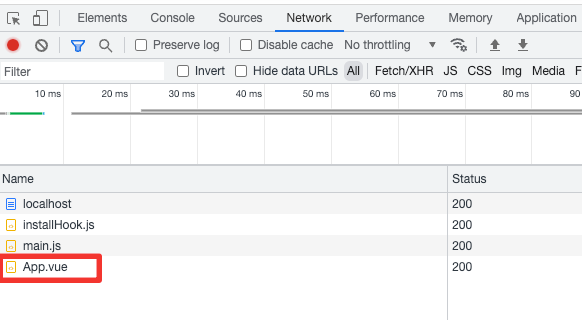 Elements Console Sources Network Performance Memory Application
Preserve log Disable cache No throttling
Filter Invert Hide data URLs All Fetch/XHR JS CSS Img Media F
10 ms 20 ms 30 ms 40 ms 50 ms 60 ms 70 ms 80 ms 90
Name Status
localhost 200
installHook.js 200
main.js 200
App.vue 200